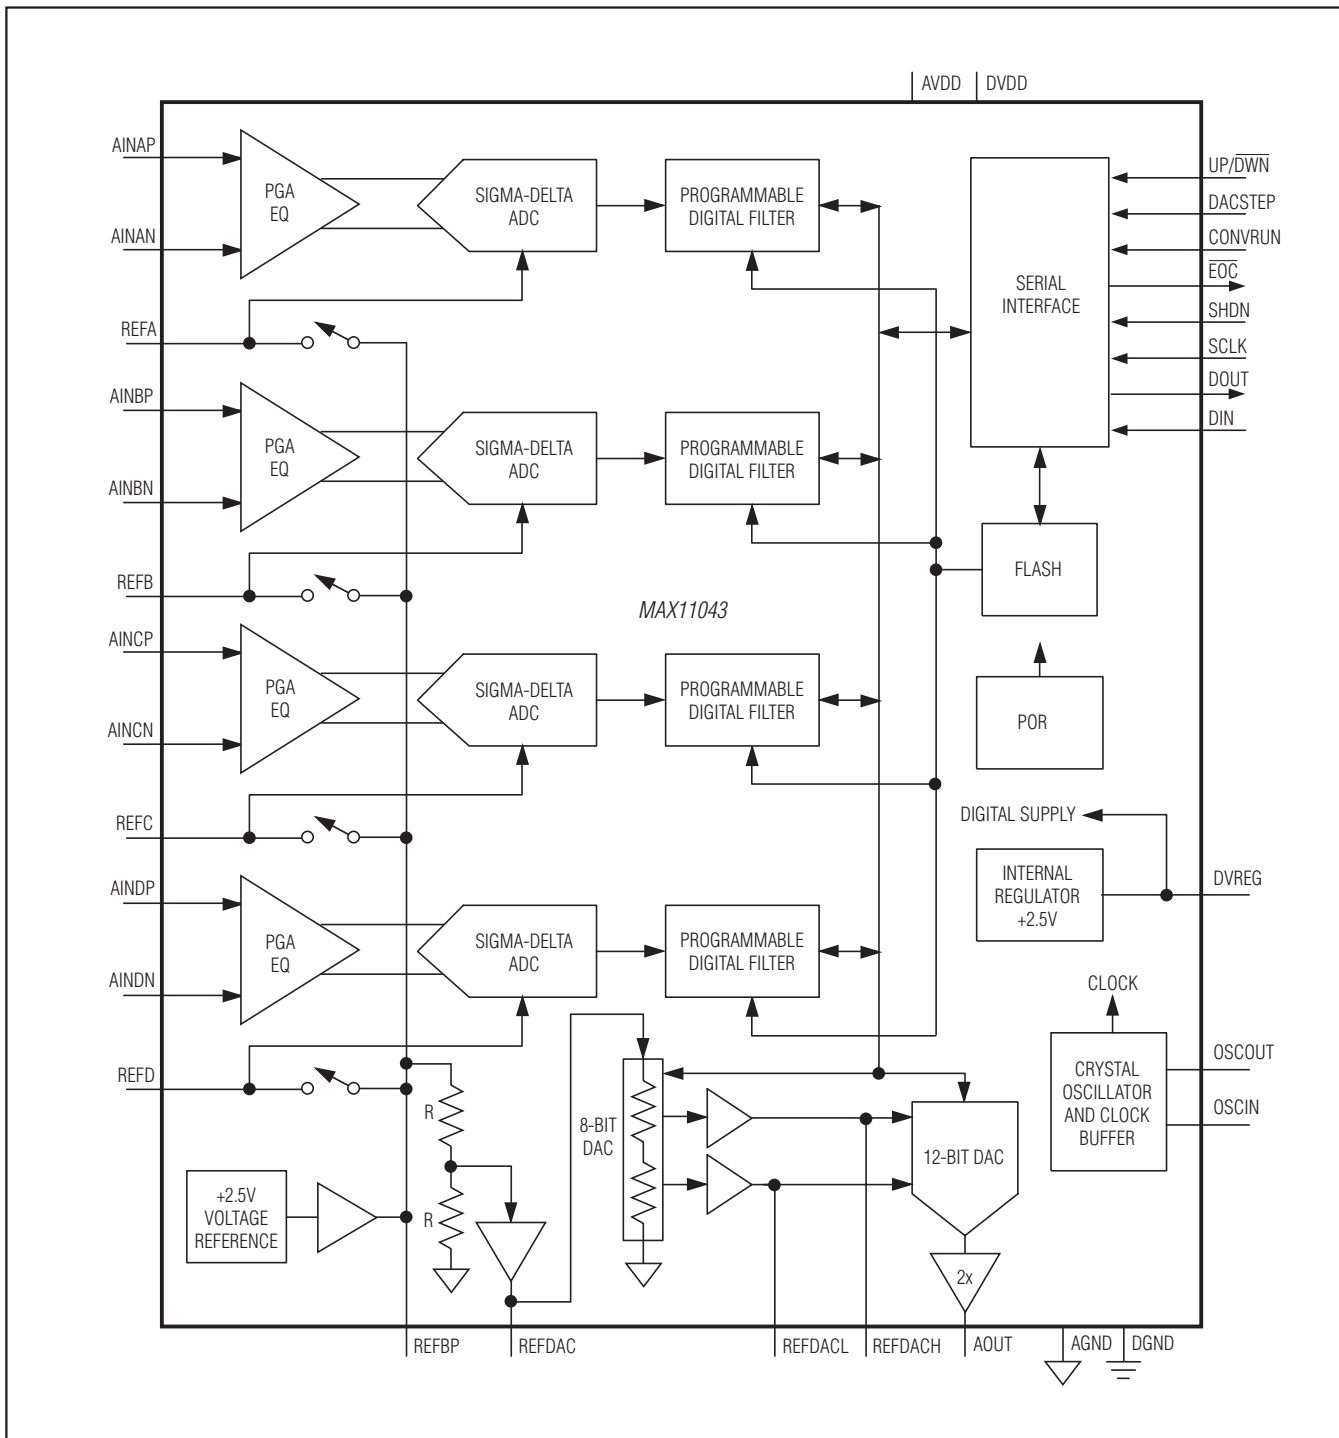 AVDD
DVDD
AINAP
AINAN
PGA
EQ
SIGMA-DELTA
ADC
PROGRAMMABLE
DIGITAL FILTER
SERIAL
INTERFACE
UP/DWN
DACSTEP
CONVRUN
EOC
SHDN
SCLK
DOUT
DIN
REFA
AINBP
AINBN
PGA
EQ
SIGMA-DELTA
ADC
PROGRAMMABLE
DIGITAL FILTER
FLASH
REFB
MAX11043
AINCP
AINCN
PGA
EQ
SIGMA-DELTA
ADC
PROGRAMMABLE
DIGITAL FILTER
POR
REFC
DIGITAL SUPPLY
INTERNAL
REGULATOR
+2.5V
DVREG
AINDP
AINDN
PGA
EQ
SIGMA-DELTA
ADC
PROGRAMMABLE
DIGITAL FILTER
CLOCK
CRYSTAL
OSCILLATOR
AND CLOCK
BUFFER
OSCOUT
OSCIN
REFD
R
R
8-BIT
DAC
12-BIT DAC
+2.5V
VOLTAGE
REFERENCE
2x
REFBP
REFDAC
REFDACL
REFDACH
AOUT
AGND
DGND